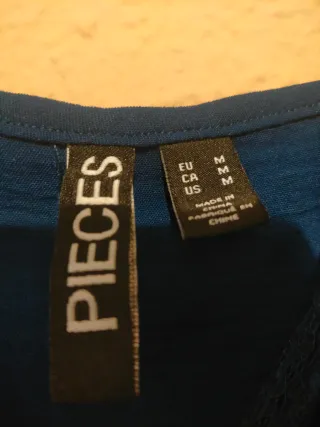 PIECES
EU M
CA M
US M
MADE IN
CHINA
FABRIQUÉ EN
CHINE